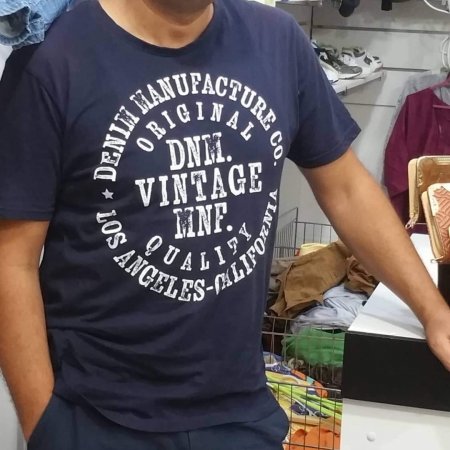 DENIM MANUFACTURE CO.
ORIGINAL
DNM.
VINTAGE
MNF.
QUALITY
LOS ANGELES-CALIFORNIA